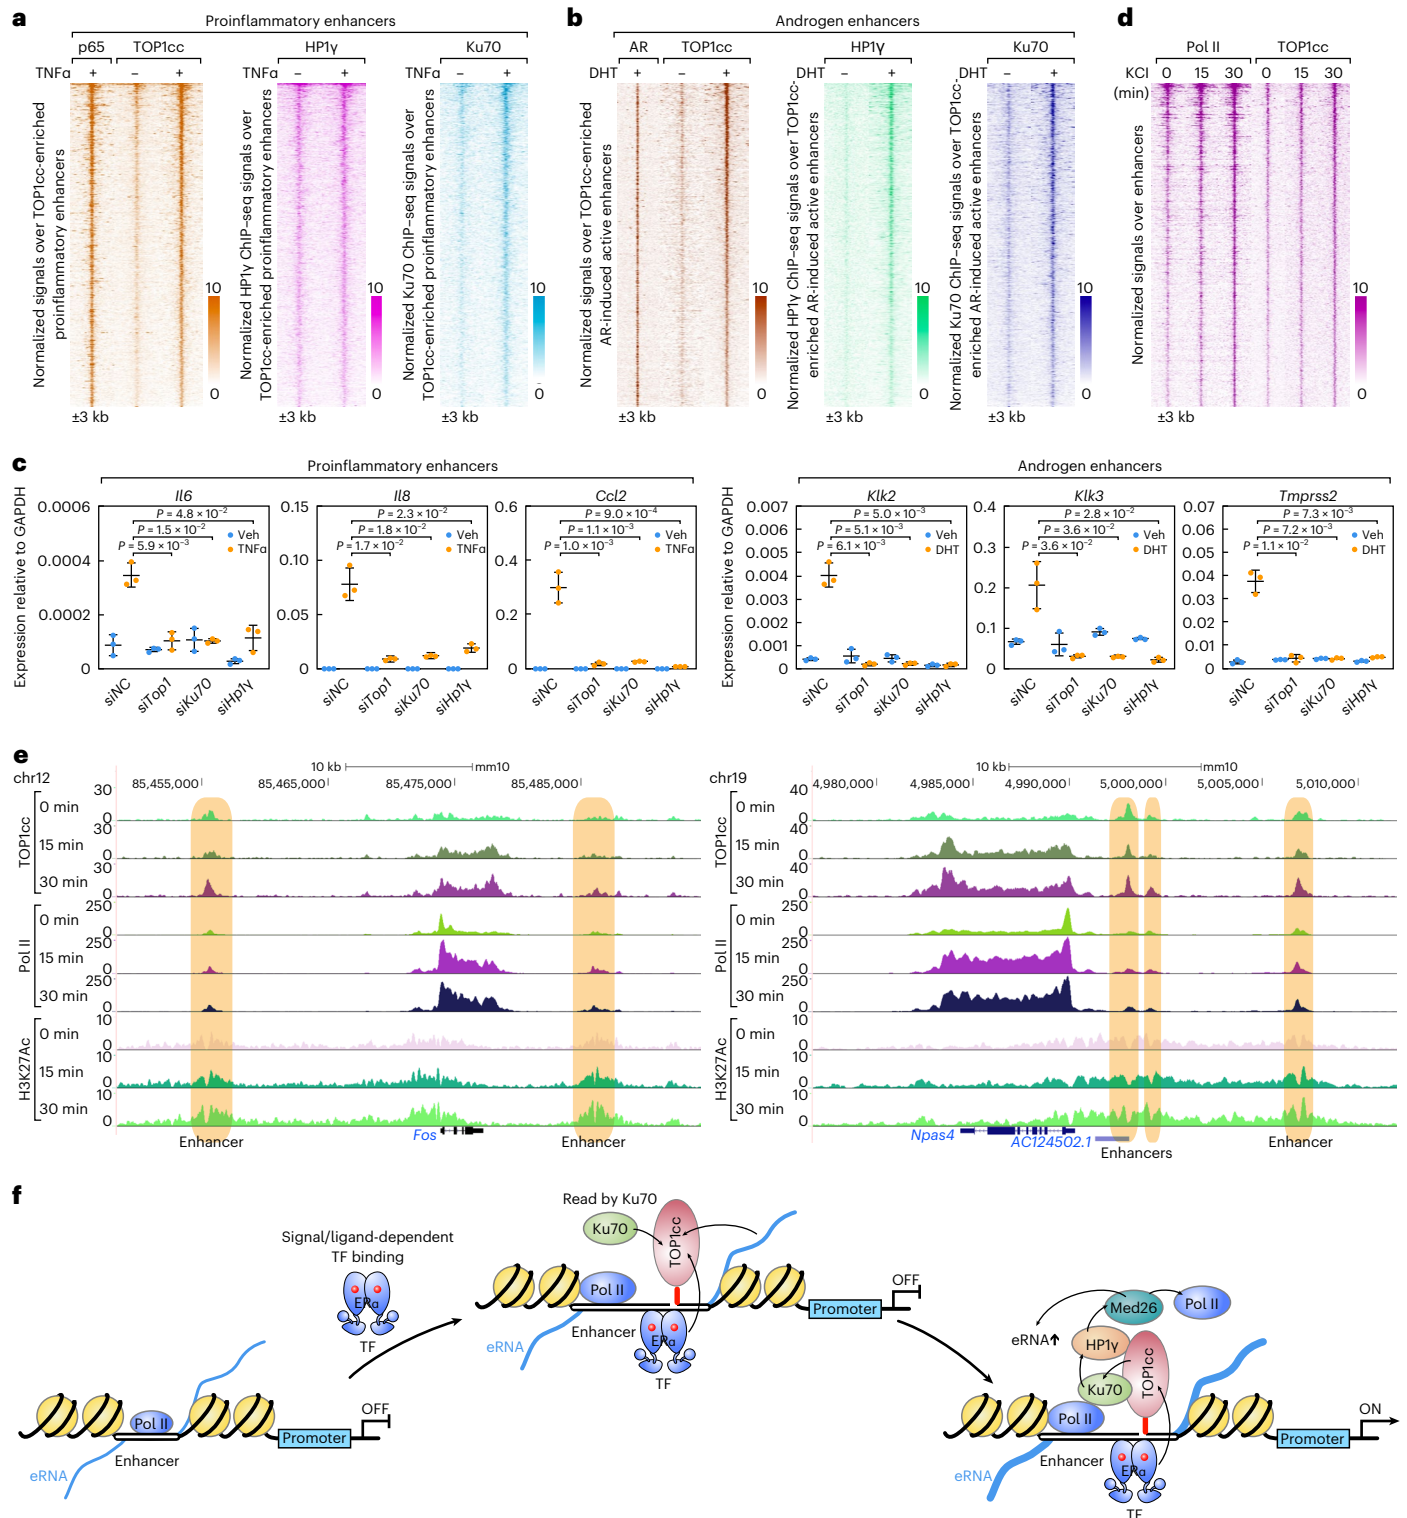 a
Proinflammatory enhancers
p65 TOP1cc HP1γ Ku70
TNFα + − + TNFα − + TNFα − +
Normalized signals over TOP1cc-enriched
proinflammatory enhancers
10
0
±3 kb
Normalized HP1γ ChIP–seq signals over
TOP1cc-enriched proinflammatory enhancers
10
0
±3 kb
Normalized Ku70 ChIP–seq signals over
TOP1cc-enriched proinflammatory enhancers
10
0
±3 kb
b
Androgen enhancers
AR TOP1cc HP1γ Ku70
DHT + − + DHT − + DHT − +
Normalized signals over TOP1cc-enriched
AR-induced active enhancers
10
0
±3 kb
Normalized HP1γ ChIP–seq signals over TOP1cc-
enriched AR-induced active enhancers
10
0
±3 kb
Normalized Ku70 ChIP–seq signals over TOP1cc-
enriched AR-induced active enhancers
10
0
±3 kb
d
Pol II TOP1cc
KCl 0 15 30 0 15 30
(min)
Normalized signals over enhancers
10
0
±3 kb
c
Proinflammatory enhancers
Expression relative to GAPDH
Il6
0.0006
0.0004
0.0002
0
P = 4.8 × 10⁻²
P = 1.5 × 10⁻²
P = 5.9 × 10⁻³
Veh
TNFα
siNC siTop1 siKu70 siHp1γ
Il8
0.15
0.10
0.05
0
P = 2.3 × 10⁻²
P = 1.8 × 10⁻²
P = 1.7 × 10⁻²
Veh
TNFα
siNC siTop1 siKu70 siHp1γ
Ccl2
0.6
0.4
0.2
0
P = 9.0 × 10⁻⁴
P = 1.1 × 10⁻³
P = 1.0 × 10⁻³
Veh
TNFα
siNC siTop1 siKu70 siHp1γ
Androgen enhancers
Expression relative to GAPDH
Klk2
0.007
0.006
0.005
0.004
0.003
0.002
0.001
0
P = 5.0 × 10⁻³
P = 5.1 × 10⁻³
P = 6.1 × 10⁻³
Veh
DHT
siNC siTop1 siKu70 siHp1γ
Klk3
0.4
0.3
0.2
0.1
0
P = 2.8 × 10⁻²
P = 3.6 × 10⁻²
P = 3.6 × 10⁻²
Veh
DHT
siNC siTop1 siKu70 siHp1γ
Tmprss2
0.07
0.06
0.05
0.04
0.03
0.02
0.01
0
P = 7.3 × 10⁻³
P = 7.2 × 10⁻³
P = 1.1 × 10⁻²
Veh
DHT
siNC siTop1 siKu70 siHp1γ
e
10 kb mm10
chr12 85,455,000 85,465,000 85,475,000 85,485,000
TOP1cc
30
0 min 0
30
15 min 0
30
30 min 0
Pol II
250
0 min 0
250
15 min 0
250
30 min 0
H3K27Ac
10
0 min 0
10
15 min 0
10
30 min 0
Fos
Enhancer Enhancer
10 kb mm10
chr19 4,980,000 4,985,000 4,990,000 5,000,000 5,005,000 5,010,000
TOP1cc
40
0 min 0
40
15 min 0
40
30 min 0
Pol II
250
0 min 0
250
15 min 0
250
30 min 0
H3K27Ac
10
0 min 0
10
15 min 0
10
30 min 0
Npas4 AC124502.1
Enhancers Enhancer
f
eRNA
Pol II
Enhancer
Promoter
OFF
Signal/ligand-dependent
TF binding
ERα
TF
Read by Ku70
Ku70
TOP1cc
Pol II
Enhancer
eRNA
ERα
TF
Promoter
OFF
Med26
Pol II
eRNA↑
HP1γ
Ku70
TOP1cc
Pol II
eRNA
Enhancer
ERα
TF
Promoter
ON